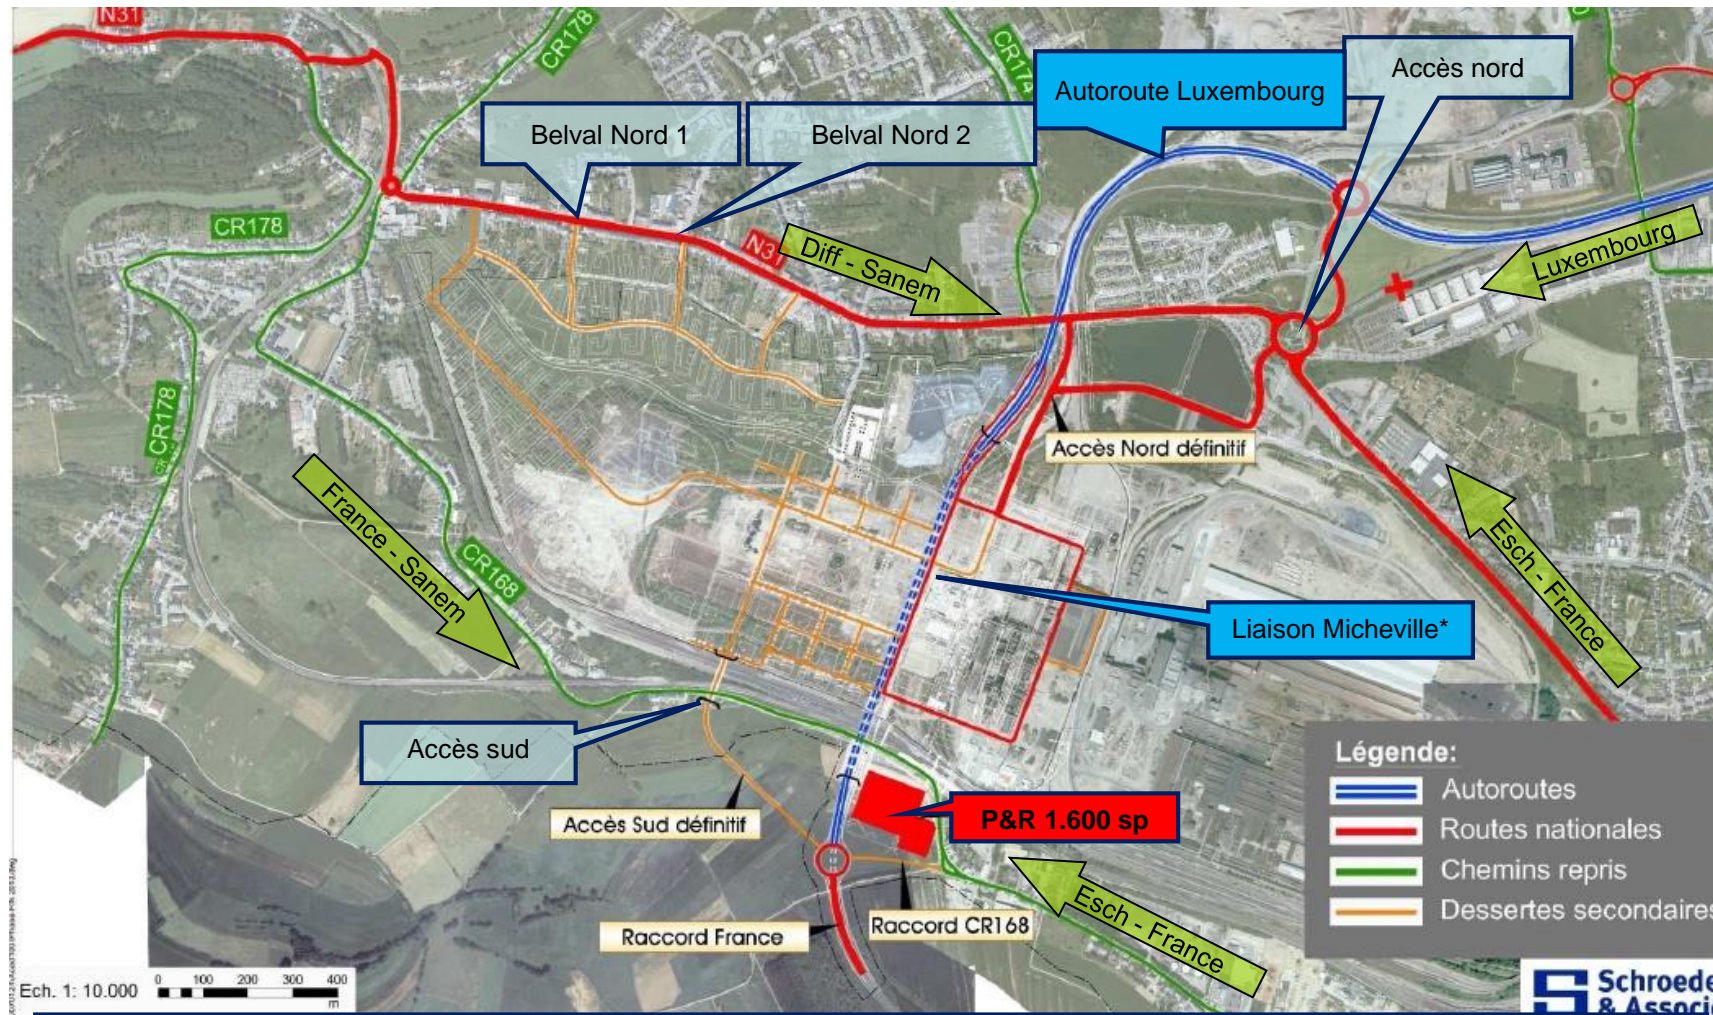 N31
CR178
CR174
Autoroute Luxembourg
Accès nord
Belval Nord 1
Belval Nord 2
CR178
N31
Diff - Sanem
Luxembourg
CR178
Accès Nord définitif
France - Sanem
CR168
Esch - France
Liaison Micheville*
Accès sud
P&R 1.600 sp
Accès Sud définitif
Raccord France
Raccord CR168
Esch - France
Légende:
Autoroutes
Routes nationales
Chemins repris
Dessertes secondaires
Ech. 1: 10.000
0 100 200 300 400
m
Schroede
& Associ